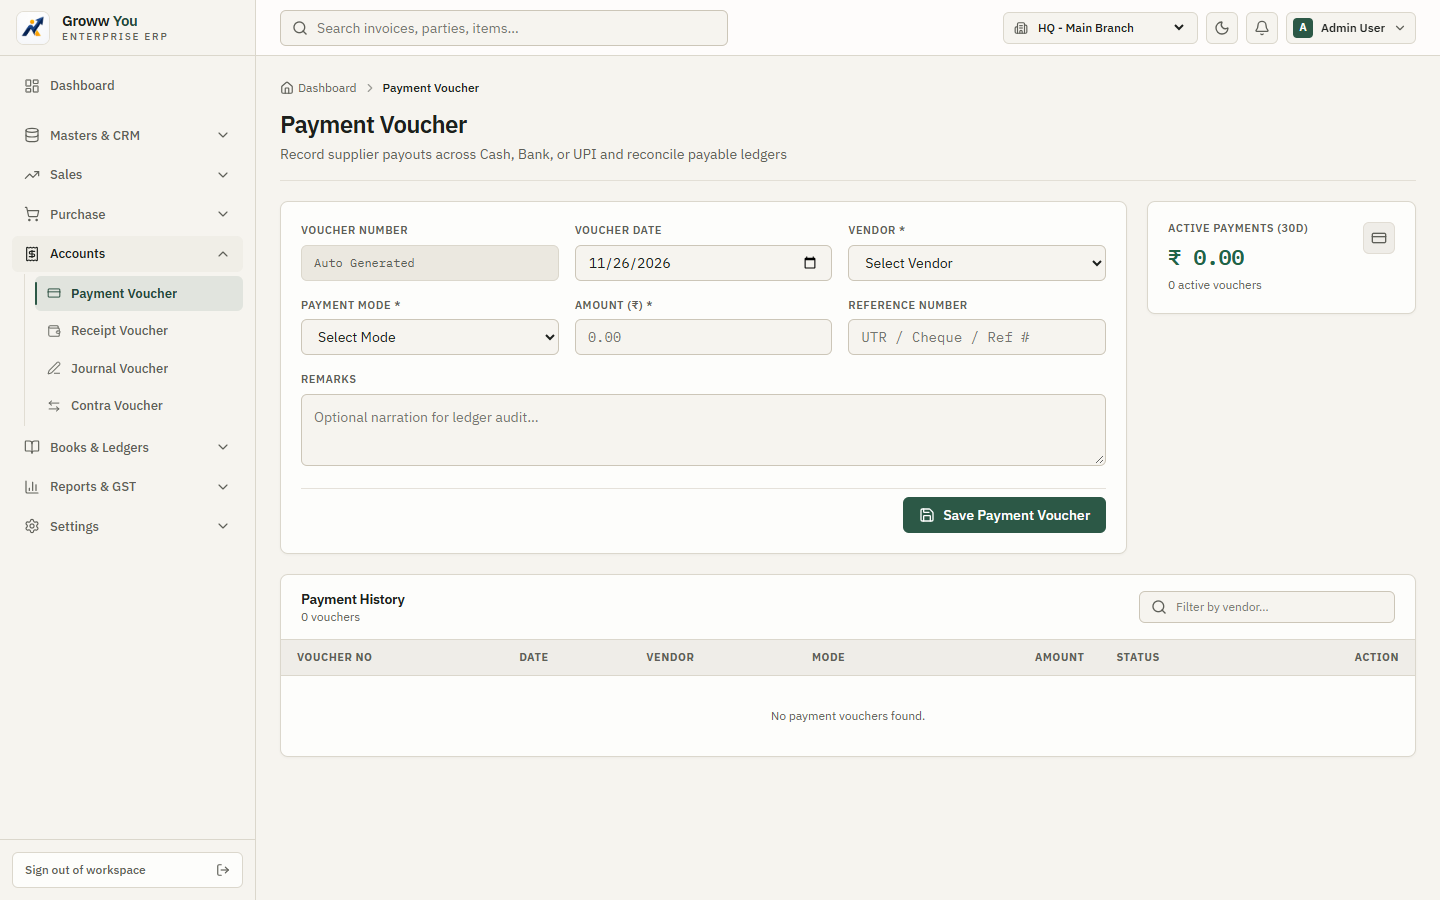 Groww You
ENTERPRISE ERP
Search invoices, parties, items...
HQ - Main Branch
A
Admin User
Dashboard
Masters & CRM
Sales
Purchase
Accounts
Payment Voucher
Receipt Voucher
Journal Voucher
Contra Voucher
Books & Ledgers
Reports & GST
Settings
Sign out of workspace
Dashboard > Payment Voucher
Payment Voucher
Record supplier payouts across Cash, Bank, or UPI and reconcile payable ledgers
VOUCHER NUMBER
Auto Generated
VOUCHER DATE
11/26/2026
VENDOR *
Select Vendor
PAYMENT MODE *
Select Mode
AMOUNT (₹) *
0.00
REFERENCE NUMBER
UTR / Cheque / Ref #
REMARKS
Optional narration for ledger audit...
Save Payment Voucher
ACTIVE PAYMENTS (30D)
₹ 0.00
0 active vouchers
Payment History
0 vouchers
Filter by vendor...
VOUCHER NO DATE VENDOR MODE AMOUNT STATUS ACTION
No payment vouchers found.